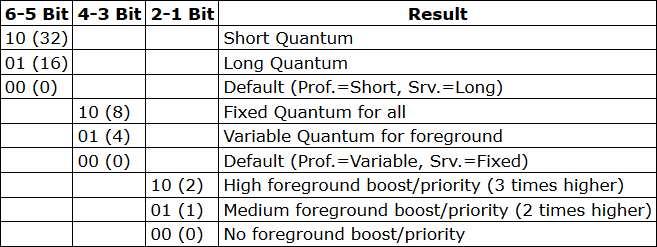 6-5 Bit 4-3 Bit 2-1 Bit Result
10 (32) Short Quantum
01 (16) Long Quantum
00 (0) Default (Prof.=Short, Srv.=Long)
10 (8) Fixed Quantum for all
01 (4) Variable Quantum for foreground
00 (0) Default (Prof.=Variable, Srv.=Fixed)
10 (2) High foreground boost/priority (3 times higher)
01 (1) Medium foreground boost/priority (2 times higher)
00 (0) No foreground boost/priority